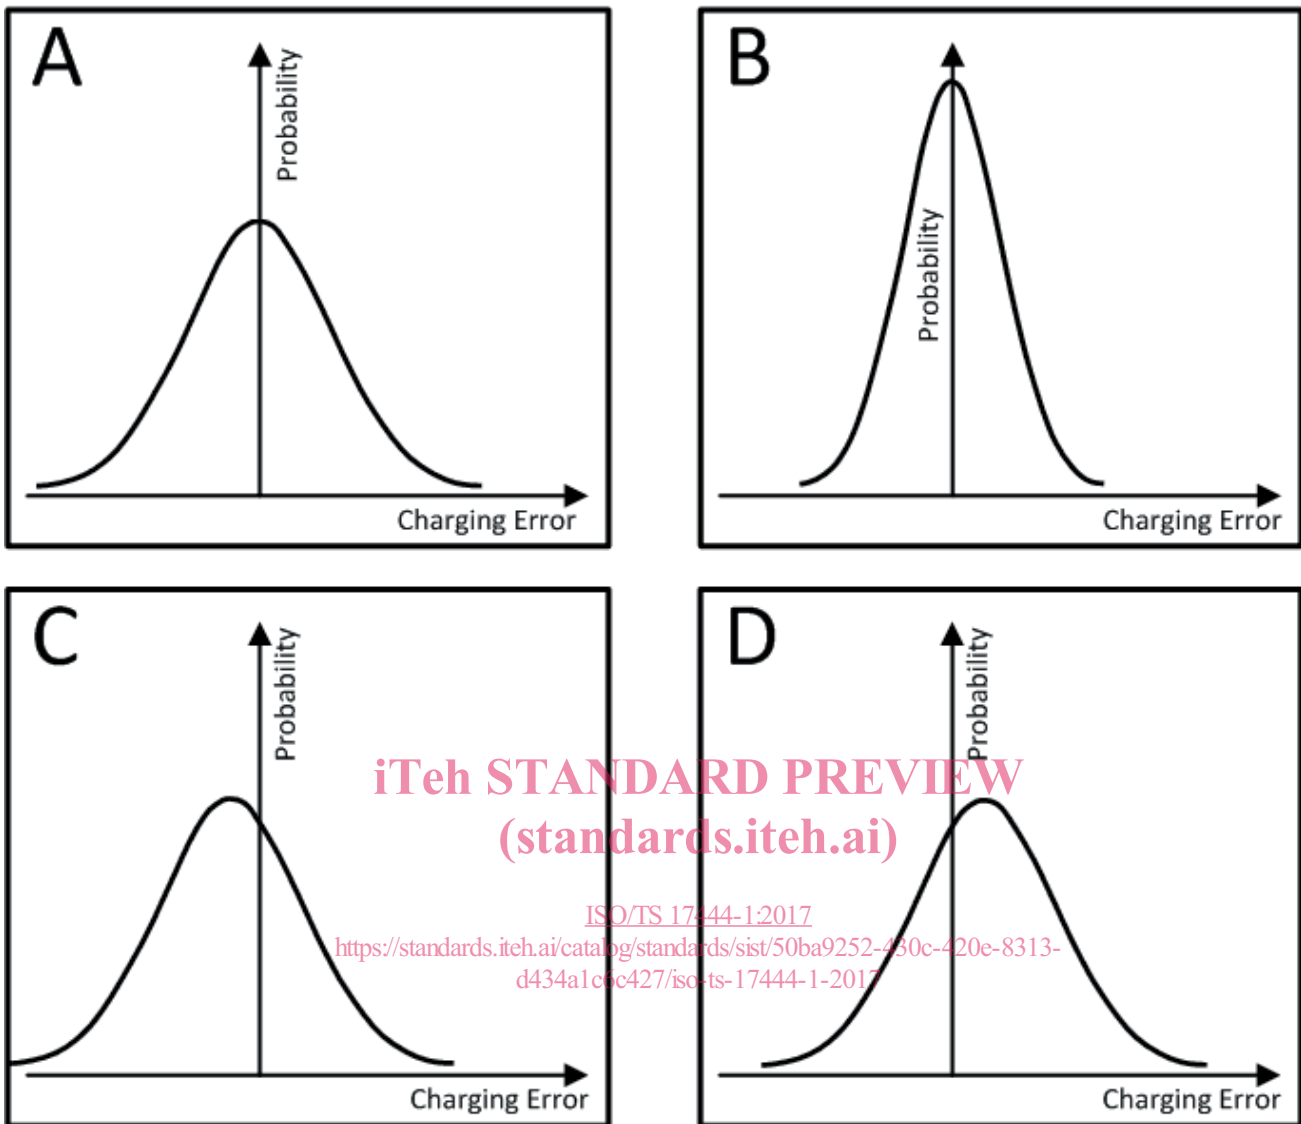 A
Probability
Charging Error
B
Probability
Charging Error
C
Probability
Charging Error
D
Probability
Charging Error
iTeh STANDARD PREVIEW
(standards.iteh.ai)
ISO/TS 17444-1:2017
https://standards.iteh.ai/catalog/standards/sist/50ba9252-430c-420e-8313-
d434a1c6c427/iso-ts-17444-1-2017